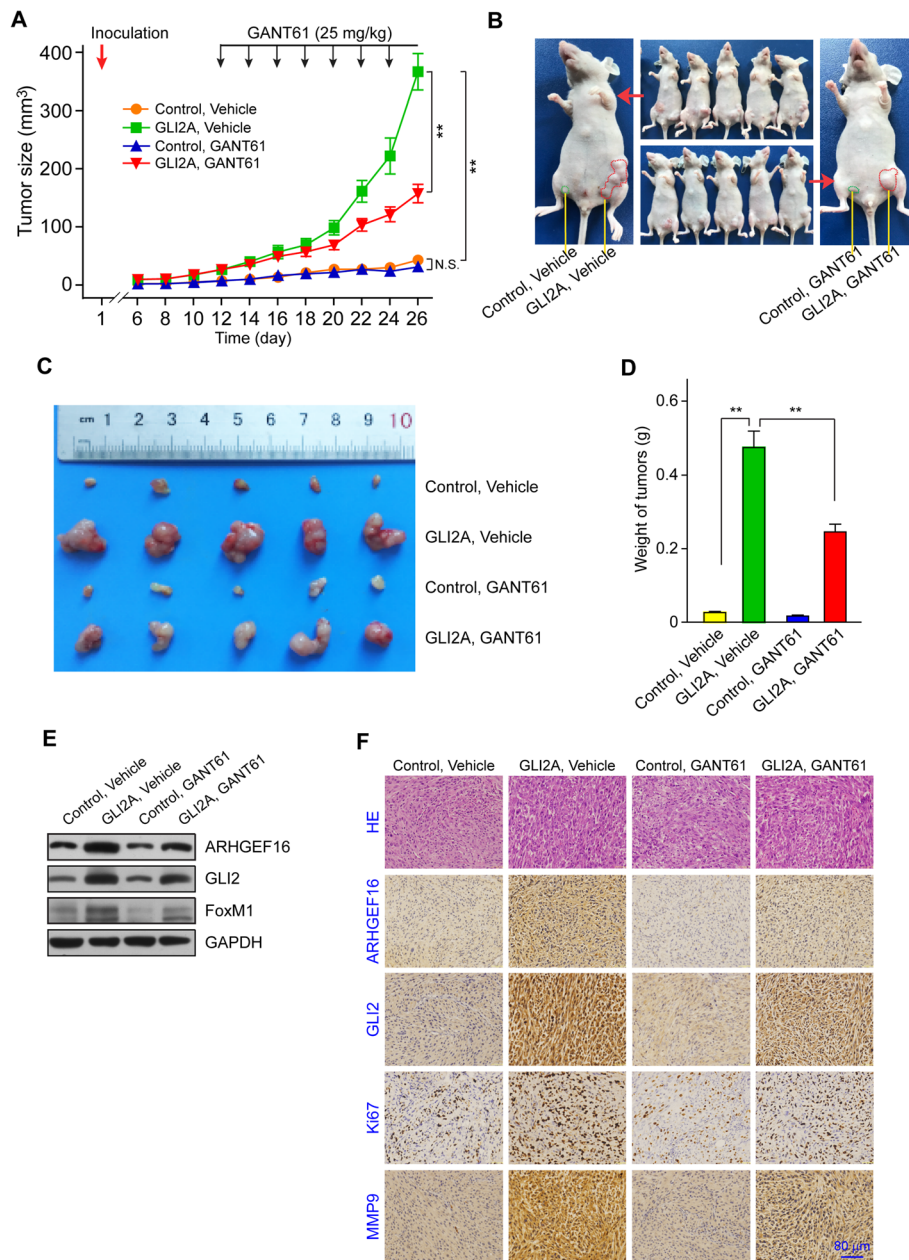 A
Inoculation
GANT61 (25 mg/kg)
Tumor size (mm³)
400
300
200
100
0
Control, Vehicle
GLI2A, Vehicle
Control, GANT61
GLI2A, GANT61
**
**
N.S.
1 6 8 10 12 14 16 18 20 22 24 26
Time (day)
B
Control, Vehicle
GLI2A, Vehicle
Control, GANT61
GLI2A, GANT61
C
cm 1 2 3 4 5 6 7 8 9 10
Control, Vehicle
GLI2A, Vehicle
Control, GANT61
GLI2A, GANT61
D
Weight of tumors (g)
0.6
0.4
0.2
0
** **
Control, Vehicle
GLI2A, Vehicle
Control, GANT61
GLI2A, GANT61
E
Control, Vehicle
GLI2A, Vehicle
Control, GANT61
GLI2A, GANT61
ARHGEF16
GLI2
FoxM1
GAPDH
F
Control, Vehicle GLI2A, Vehicle Control, GANT61 GLI2A, GANT61
HE
ARHGEF16
GLI2
Ki67
MMP9
80 μm